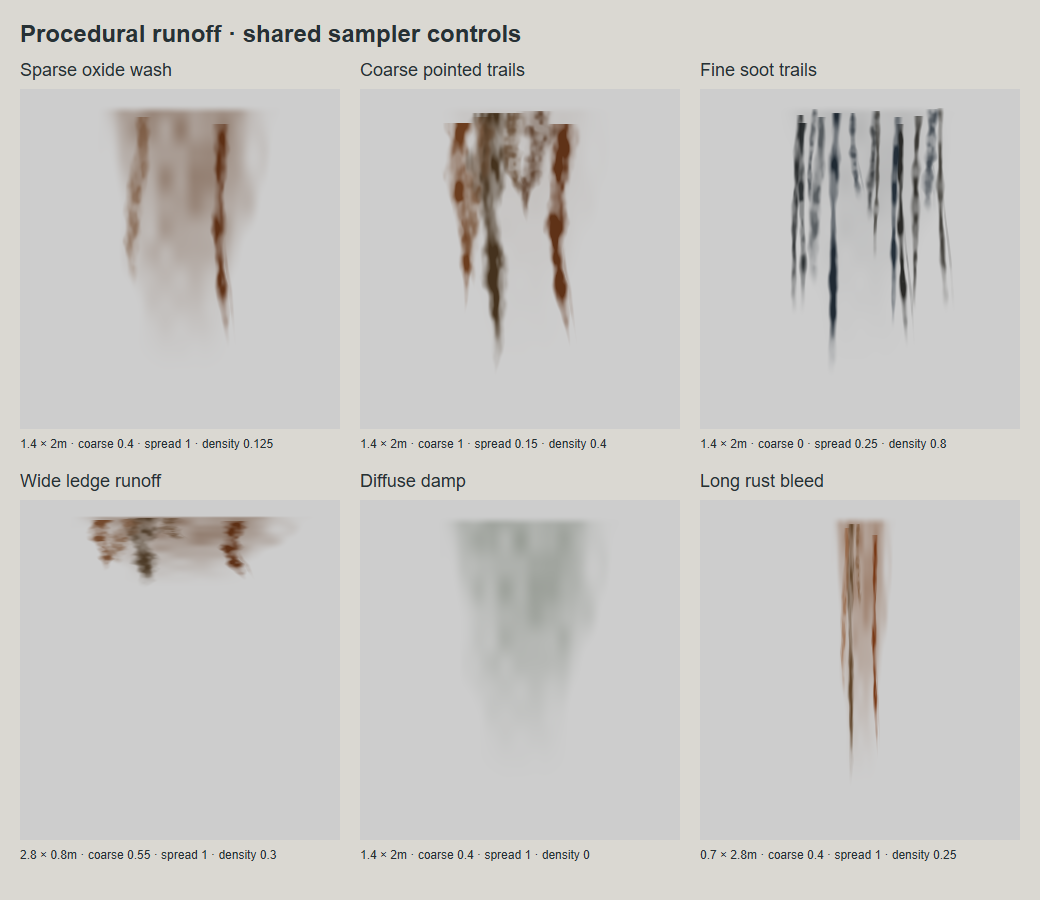 Procedural runoff · shared sampler controls
Sparse oxide wash
Coarse pointed trails
Fine soot trails
1.4 × 2m · coarse 0.4 · spread 1 · density 0.125
1.4 × 2m · coarse 1 · spread 0.15 · density 0.4
1.4 × 2m · coarse 0 · spread 0.25 · density 0.8
Wide ledge runoff
Diffuse damp
Long rust bleed
2.8 × 0.8m · coarse 0.55 · spread 1 · density 0.3
1.4 × 2m · coarse 0.4 · spread 1 · density 0
0.7 × 2.8m · coarse 0.4 · spread 1 · density 0.25